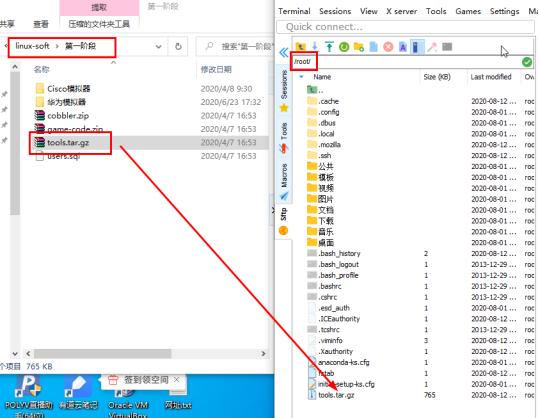 提取
第一阶段
共享
查看
压缩的文件夹工具
linux-soft
第一阶段
搜索"第一阶段"
名称
修改日期
Cisco模拟器
2020/4/8 9:30
华为模拟器
2020/6/23 17:32
cobbler.zip
2020/4/7 16:53
game-code.zip
2020/4/7 16:53
tools.tar.gz
2020/4/7 16:53
users.sql
2020/4/7 16:53
个项目 765 KB
签到领空间
POLYV直播助
有道云笔记
Oracle VM
VirtualBox
网址.txt
Terminal Sessions View X server Tools Games Settings Ma
Quick connect...
/root/
Sessions
Tools
Macros
Sftp
Name Size (KB) Last modified Ow
..
.cache 2020-08-12 ... roo
.config 2020-08-01 ... roo
.dbus 2020-08-01 ... roo
.local 2020-08-01 ... roo
.mozilla 2020-08-01 ... roo
.ssh 2020-08-12 ... roo
公共 2020-08-01 ... roo
模板 2020-08-01 ... roo
视频 2020-08-01 ... roo
图片 2020-08-01 ... roo
文档 2020-08-01 ... roo
下载 2020-08-01 ... roo
音乐 2020-08-01 ... roo
桌面 2020-08-01 ... roo
.bash_history 2 2020-08-12 ... roo
.bash_logout 1 2013-12-29 ... roo
.bash_profile 1 2013-12-29 ... roo
.bashrc 1 2013-12-29 ... roo
.cshrc 1 2013-12-29 ... roo
.esd_auth 1 2020-08-01 ... roo
.ICEauthority 1 2020-08-01 ... roo
.tcshrc 1 2013-12-29 ... roo
.viminfo 3 2020-08-12 ... roo
.Xauthority 1 2020-08-12 ... roo
anaconda-ks.cfg 1 2020-08-01 ... roo
fstab 1 2020-08-12 ... roo
initial-setup-ks.cfg 1 2020-08-01 ... roo
tools.tar.gz 765 2020-08-12 ... roo